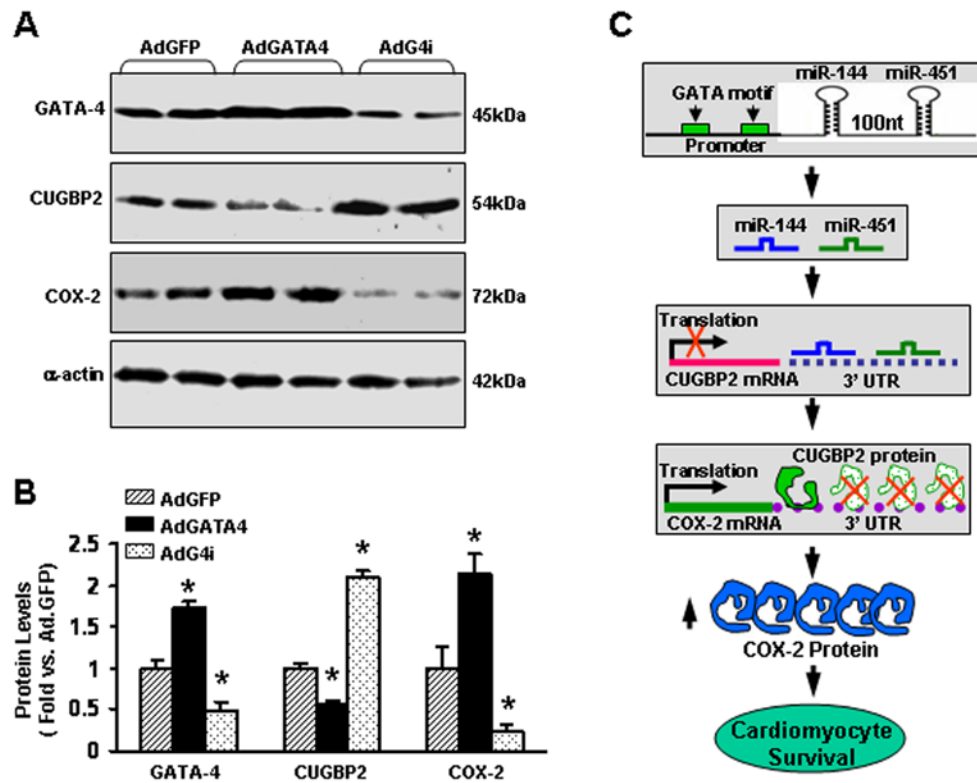 A
AdGFP AdGATA4 AdG4i
GATA-4 45kDa
CUGBP2 54kDa
COX-2 72kDa
α-actin 42kDa
B
AdGFP
AdGATA4
AdG4i
Protein Levels
( Fold vs. Ad.GFP)
2.5
2
1.5
1
0.5
0
* * * * * *
GATA-4 CUGBP2 COX-2
C
miR-144 miR-451
GATA motif
100nt
Promoter
miR-144 miR-451
Translation
CUGBP2 mRNA 3' UTR
CUGBP2 protein
Translation
COX-2 mRNA 3' UTR
COX-2 Protein
Cardiomyocyte
Survival